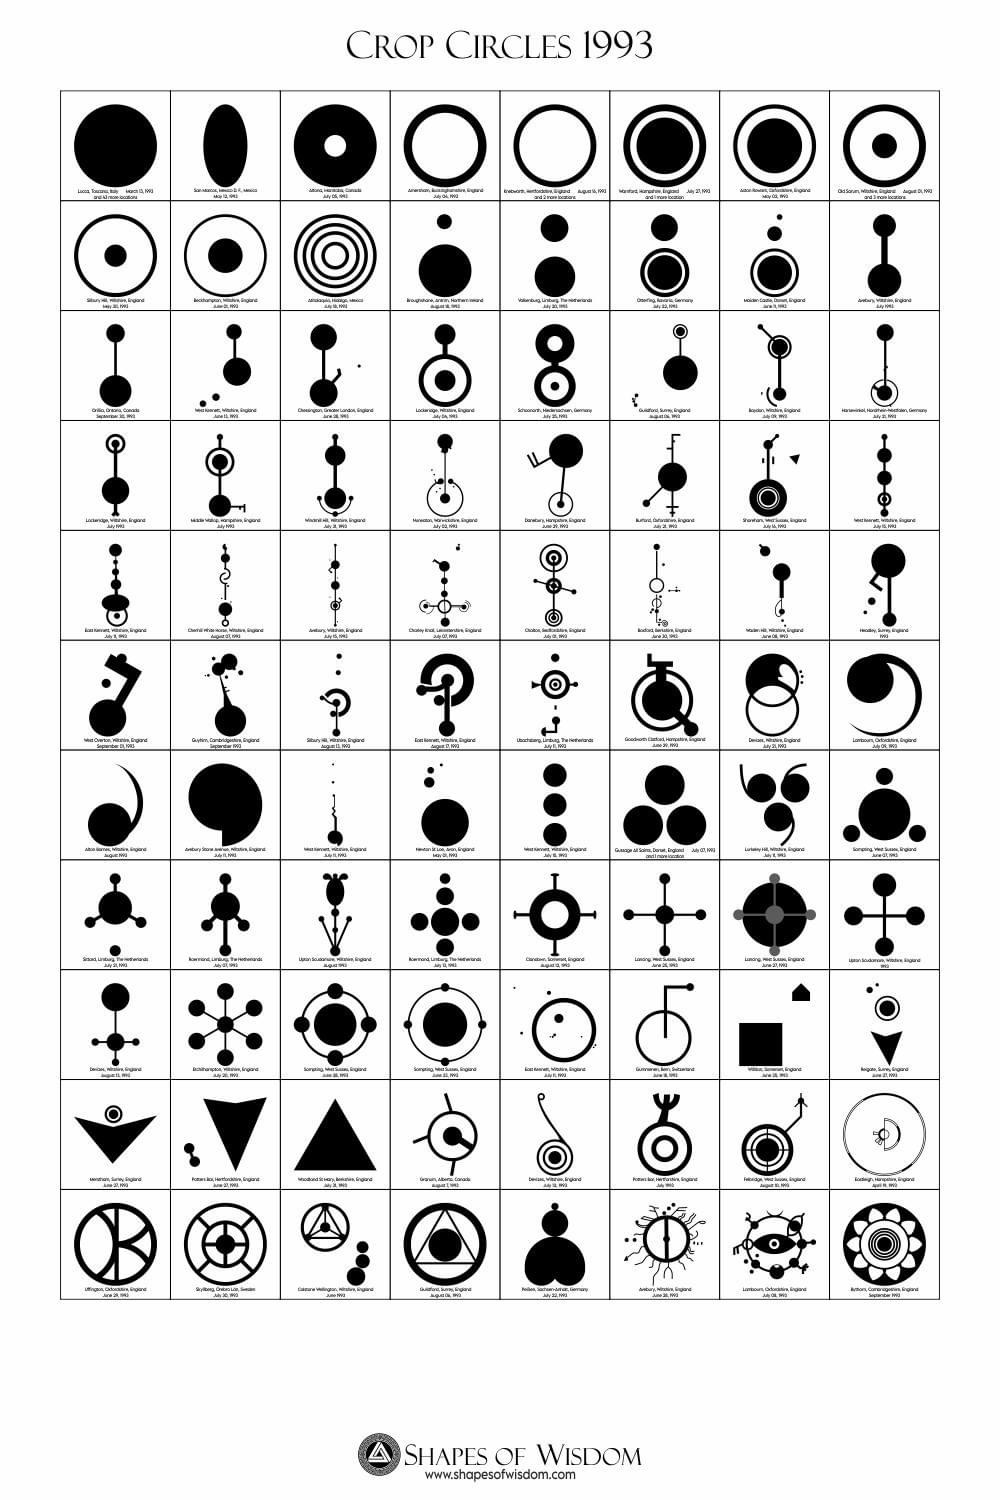 CROP CIRCLES 1993
Lucca, Toscana, Italy March 13, 1993
and 43 more locations
San Marcos, Mexico D. F., Mexico
May 12, 1993
Altona, Manitoba, Canada
July 05, 1993
Amersham, Buckinghamshire, England
July 04, 1993
Knebworth, Hertfordshire, England August 16, 1993
and 2 more locations
Warnford, Hampshire, England July 27, 1993
and 1 more location
Aston Rowant, Oxfordshire, England
May 02, 1993
Old Sarum, Wiltshire, England August 01, 1993
and 3 more locations
Silbury Hill, Wiltshire, England
May 30, 1993
Beckhampton, Wiltshire, England
June 01, 1993
Hidalgo, Mexico
July 18, 1993
Broughshane, Antrim, Northern Ireland
August 18, 1993
Valkenburg, Limburg, The Netherlands
July 20, 1993
Otterfing, Bavaria, Germany
July 22, 1993
Maiden Castle, Dorset, England
June 11, 1993
Avebury, Wiltshire, England
July 1993
Orillia, Ontario, Canada
September 30, 1993
West Kennett, Wiltshire, England
June 13, 1993
Chessington, Greater London, England
June 28, 1993
Lockeridge, Wiltshire, England
July 04, 1993
Niedersachsen, Germany
July 25, 1993
Guildford, Surrey, England
August 06, 1993
Baydon, Wiltshire, England
July 09, 1993
Harsewinkel, Nordrhein-Westfalen, Germany
July 21, 1993
Lockeridge, Wiltshire, England
July 1993
Middle Wallop, Hampshire, England
July 1993
Windmill Hill, Wiltshire, England
July 31, 1993
Nuneaton, Warwickshire, England
July 02, 1993
Danebury, Hampshire, England
June 29, 1993
Burford, Oxfordshire, England
July 21, 1993
Shoreham, West Sussex, England
July 16, 1993
West Kennett, Wiltshire, England
July 15, 1993
East Kennett, Wiltshire, England
July 11, 1993
Cherhill White Horse, Wiltshire, England
August 07, 1993
Avebury, Wiltshire, England
July 15, 1993
Charley Knoll, Leicestershire, England
July 07, 1993
Chalton, Bedfordshire, England
July 01, 1993
Boxford, Berkshire, England
June 30, 1993
Waden Hill, Wiltshire, England
June 08, 1993
Headley, Surrey, England
1993
West Overton, Wiltshire, England
September 01, 1993
Guyhirn, Cambridgeshire, England
September 1993
Silbury Hill, Wiltshire, England
August 13, 1993
East Kennett, Wiltshire, England
August 17, 1993
Ubachsberg, Limburg, The Netherlands
July 11, 1993
Goodworth Clatford, Hampshire, England
June 29, 1993
Devizes, Wiltshire, England
July 21, 1993
Lambourn, Oxfordshire, England
July 09, 1993
Alton Barnes, Wiltshire, England
August 1993
Avebury Stone Avenue, Wiltshire, England
July 11, 1993
West Kennett, Wiltshire, England
July 11, 1993
Newton St Loe, Avon, England
May 01, 1993
West Kennett, Wiltshire, England
July 10, 1993
Gussage All Saints, Dorset, England July 07, 1993
and 1 more location
Lurkeley Hill, Wiltshire, England
July 11, 1993
Sompting, West Sussex, England
June 07, 1993
Sittard, Limburg, The Netherlands
July 21, 1993
Roermond, Limburg, The Netherlands
July 07, 1993
Upton Scudamore, Wiltshire, England
August 1993
Roermond, Limburg, The Netherlands
July 13, 1993
Clandown, Somerset, England
August 12, 1993
Lancing, West Sussex, England
June 25, 1993
Lancing, West Sussex, England
June 27, 1993
Upton Scudamore, Wiltshire, England
1993
Devizes, Wiltshire, England
August 13, 1993
Etchilhampton, Wiltshire, England
July 20, 1993
Sompting, West Sussex, England
June 28, 1993
Sompting, West Sussex, England
June 23, 1993
East Kennett, Wiltshire, England
July 11, 1993
Gummenen, Bern, Switzerland
June 18, 1993
Williton, Somerset, England
June 25, 1993
Reigate, Surrey, England
June 27, 1993
Merstham, Surrey, England
June 27, 1993
Potters Bar, Hertfordshire, England
June 27, 1993
Woodland St Mary, Berkshire, England
July 31, 1993
Granum, Alberta, Canada
August 7, 1993
Devizes, Wiltshire, England
July 12, 1993
Potters Bar, Hertfordshire, England
July 1993
Felbridge, West Sussex, England
August 10, 1993
Eastleigh, Hampshire, England
April 19, 1993
Uffington, Oxfordshire, England
June 29, 1993
Skyllberg, Örebro Län, Sweden
July 30, 1993
Calstone Wellington, Wiltshire, England
June 1993
Guildford, Surrey, England
August 06, 1993
Peißen, Sachsen-Anhalt, Germany
July 22, 1993
Avebury, Wiltshire, England
June 28, 1993
Lambourn, Oxfordshire, England
July 08, 1993
Bythorn, Cambridgeshire, England
September 1993
SHAPES OF WISDOM
www.shapesofwisdom.com